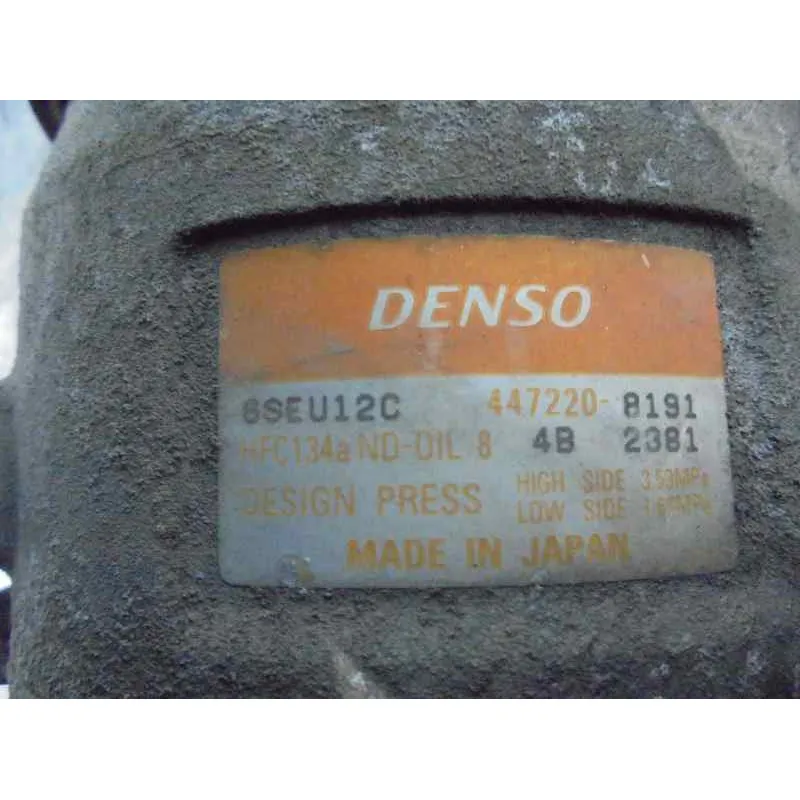 DENSO
6SEU12C 447220-8191
HFC134a ND-OIL 8 4B 2381
DESIGN PRESS HIGH SIDE 3.53MPa
LOW SIDE
MADE IN JAPAN